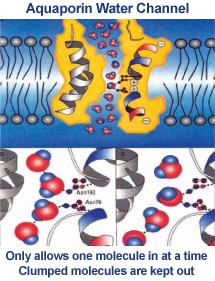 Aquaporin Water Channel
Asn192
Asn76
Only allows one molecule in at a time
Clumped molecules are kept out